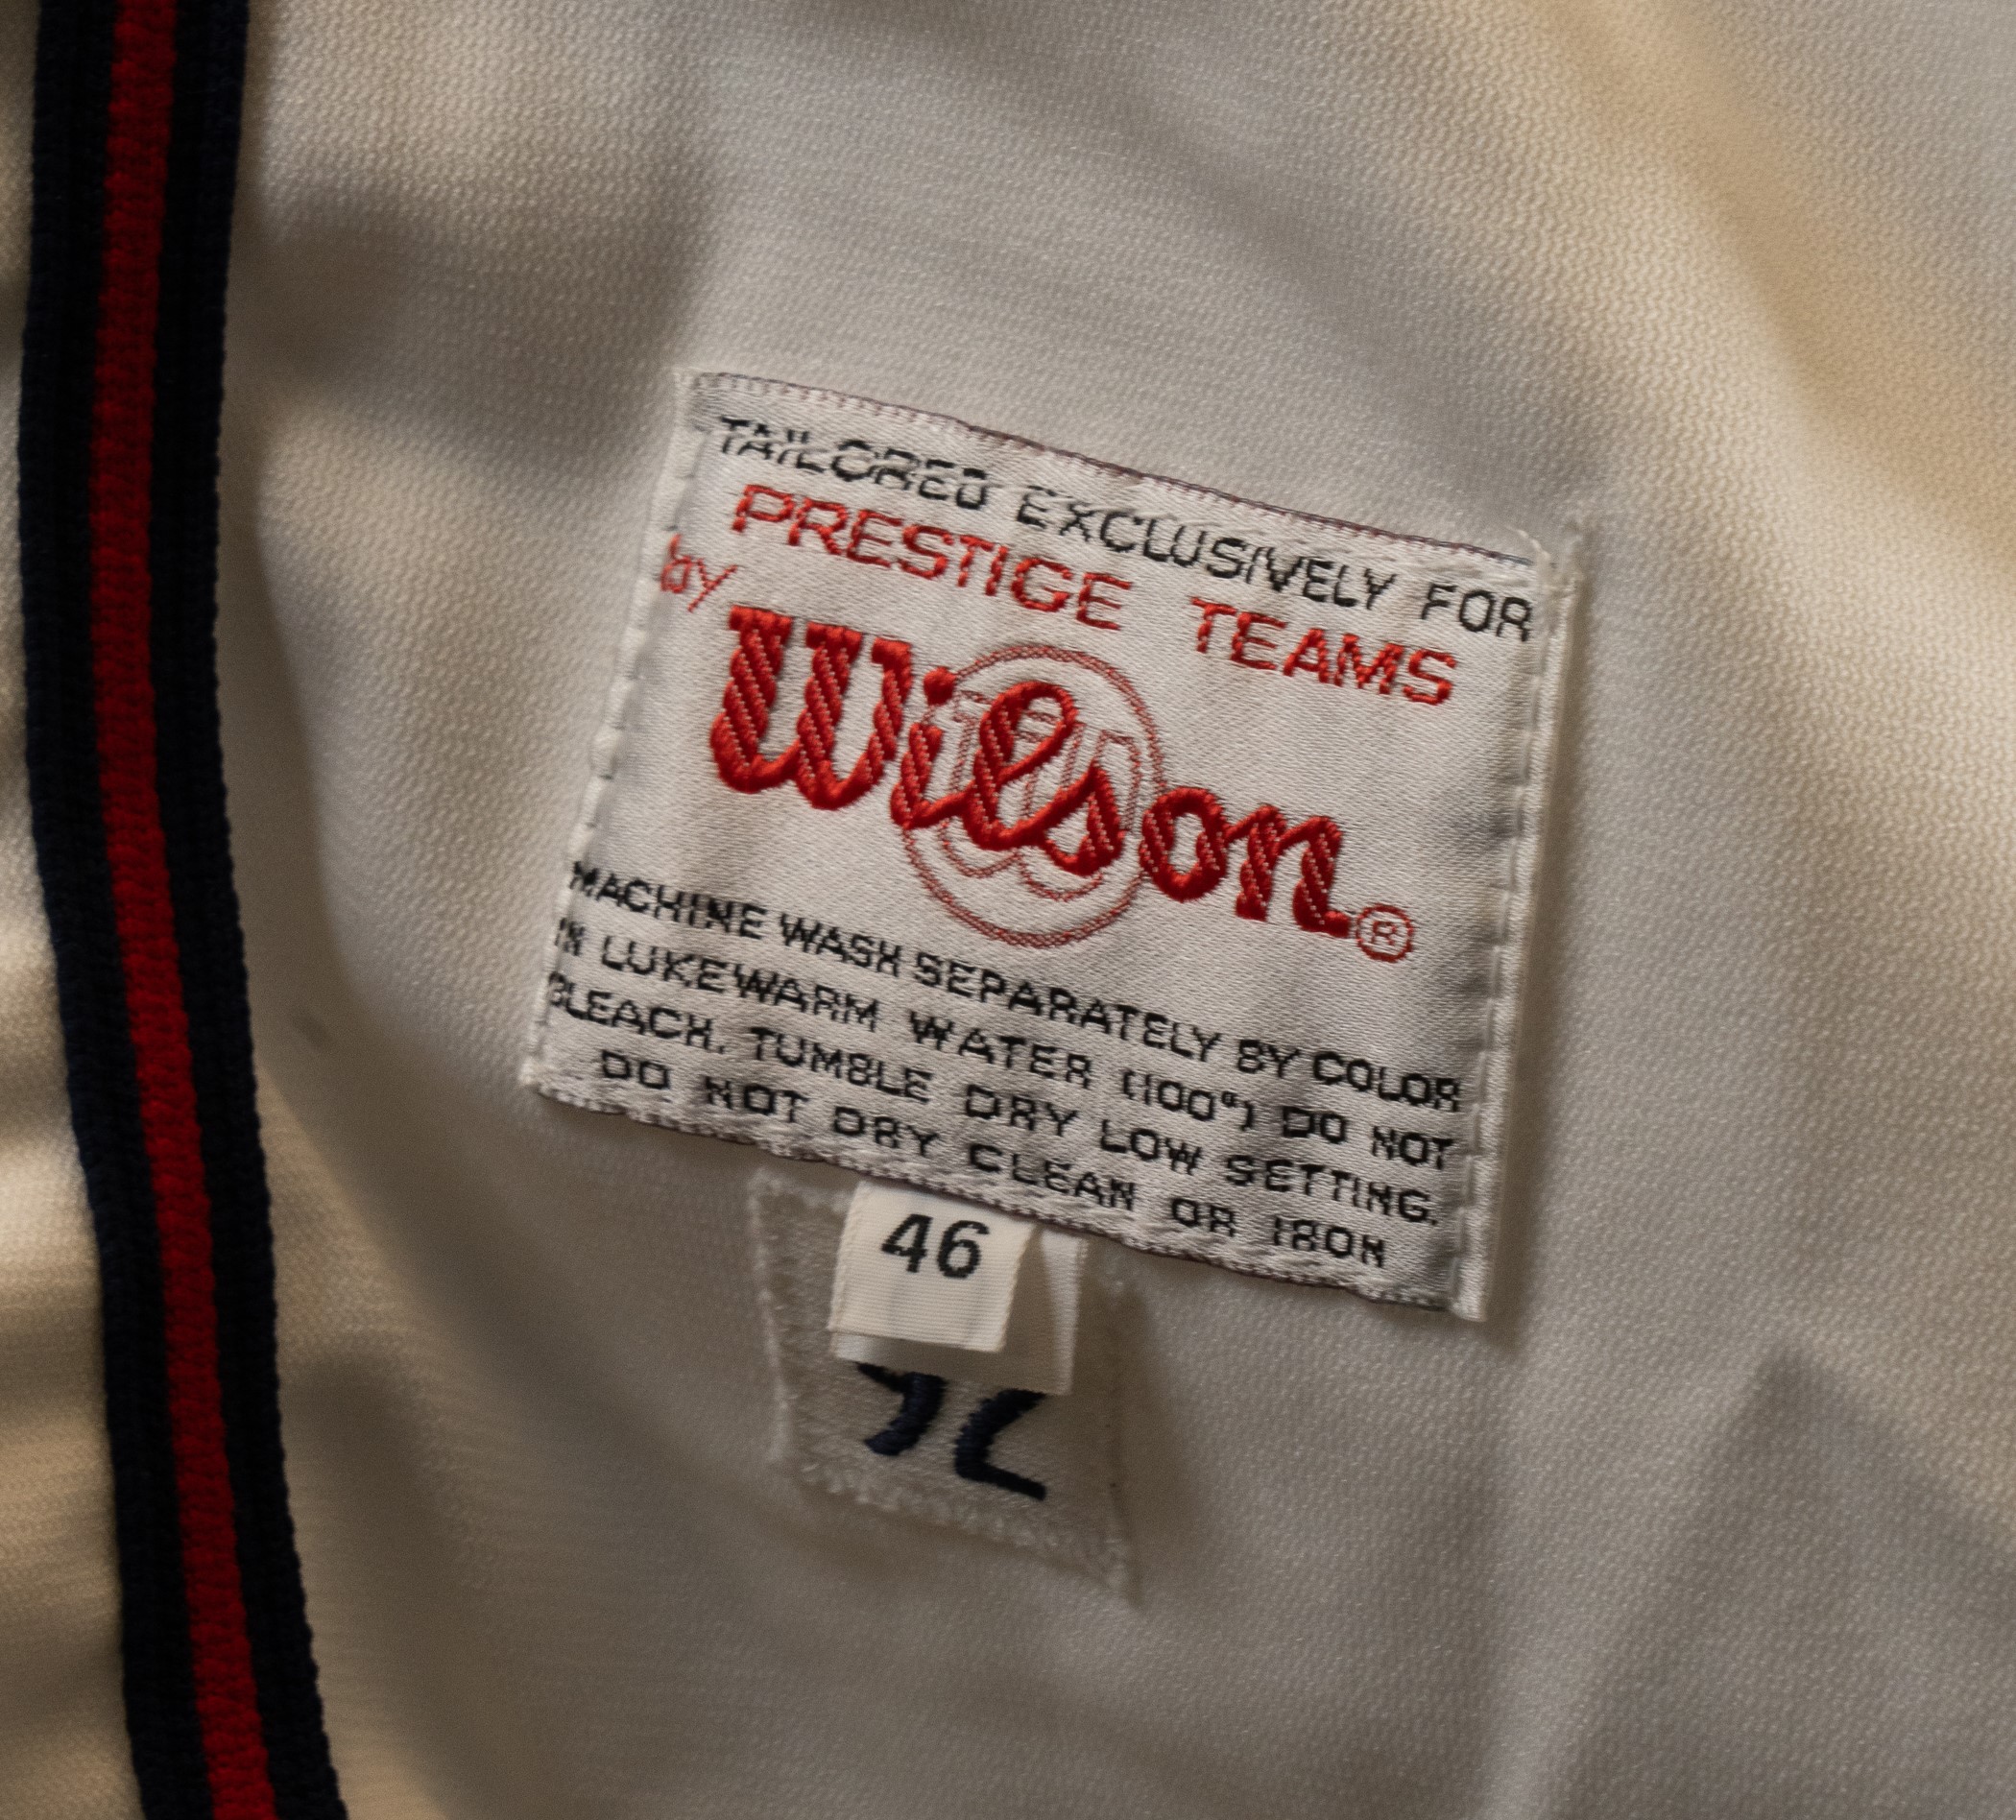 TAILORED EXCLUSIVELY FOR
PRESTIGE TEAMS
by
Wilson®
MACHINE WASH SEPARATELY BY COLOR
IN LUKEWARM WATER (100°) DO NOT
BLEACH. TUMBLE DRY LOW SETTING.
DO NOT DRY CLEAN OR IRON
46